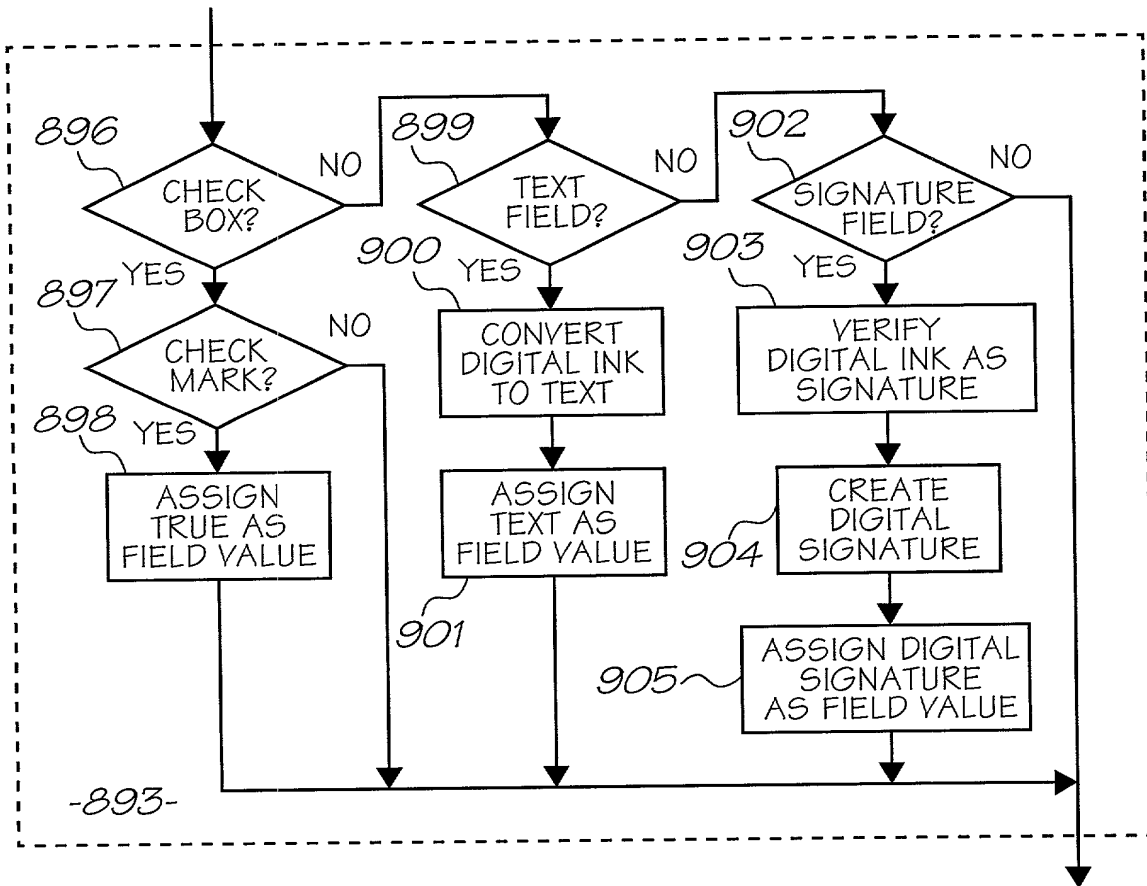 896
CHECK
BOX?
NO
YES
897
CHECK
MARK?
NO
YES
898
ASSIGN
TRUE AS
FIELD VALUE
899
TEXT
FIELD?
NO
YES
900
CONVERT
DIGITAL INK
TO TEXT
ASSIGN
TEXT AS
FIELD VALUE
901
902
SIGNATURE
FIELD?
NO
YES
903
VERIFY
DIGITAL INK AS
SIGNATURE
CREATE
DIGITAL
SIGNATURE
904
ASSIGN DIGITAL
SIGNATURE
AS FIELD VALUE
905
-893-